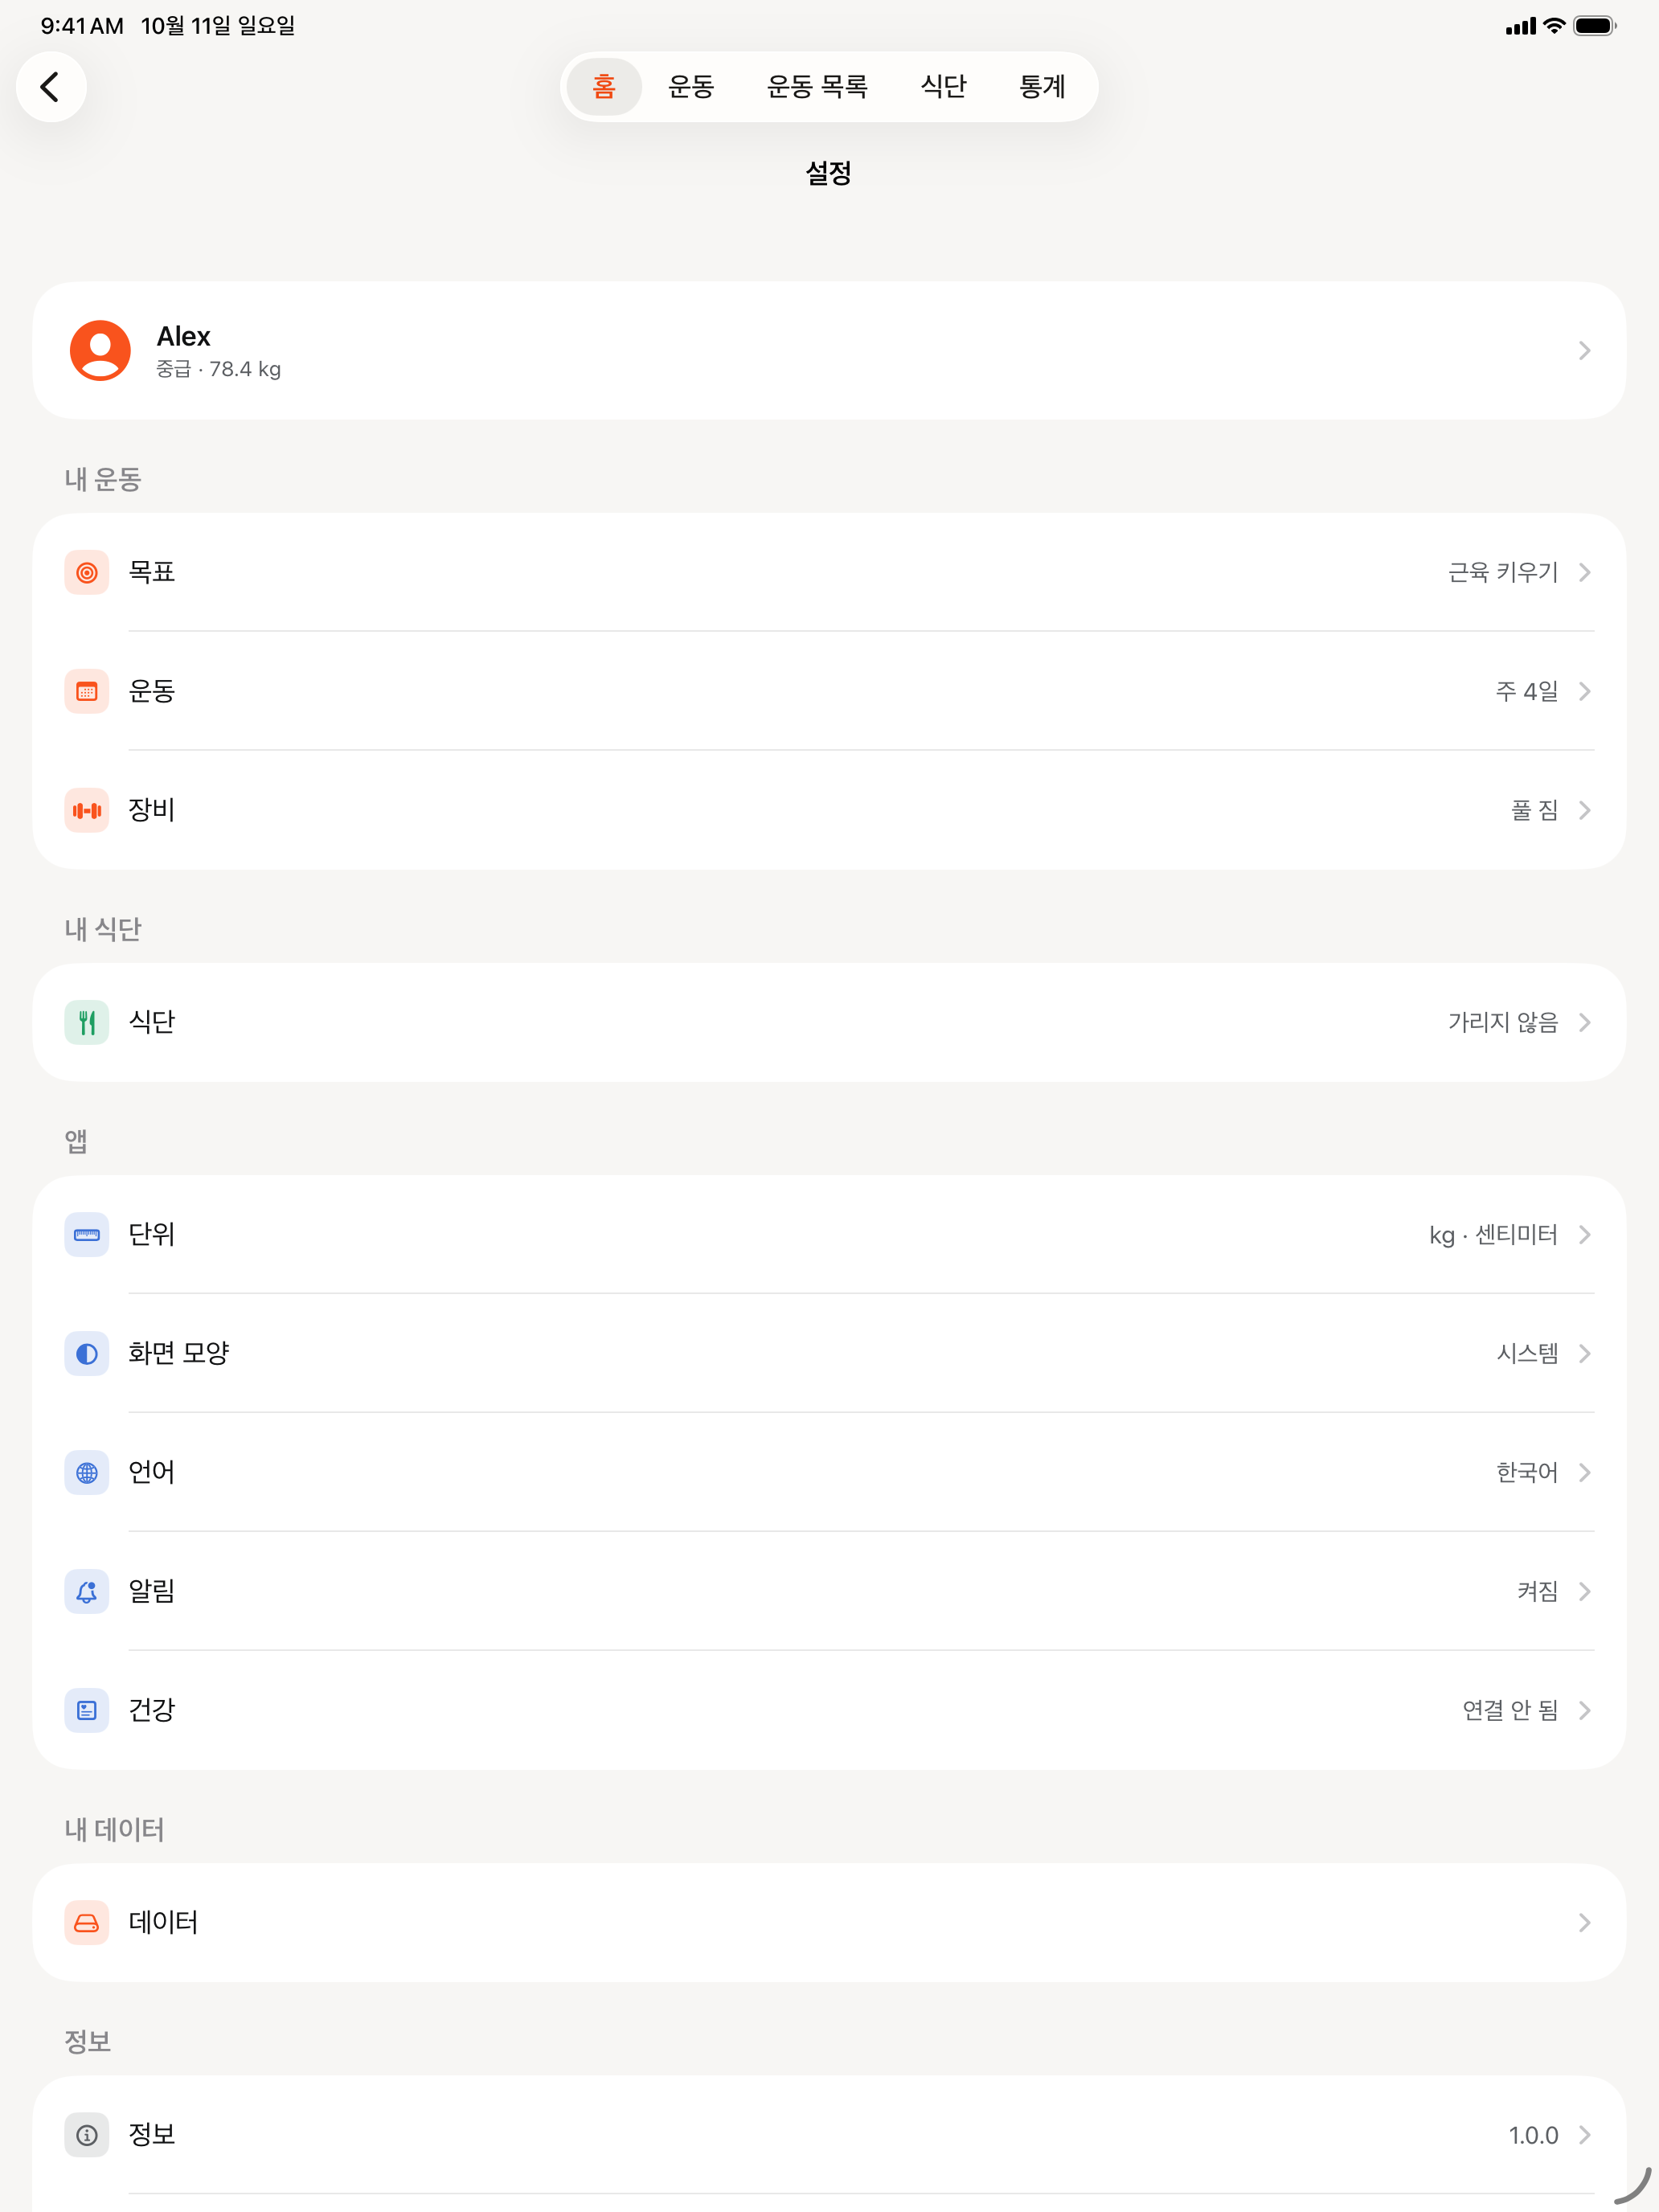 9:41 AM 10월 11일 일요일
홈 운동 운동 목록 식단 통계
설정
Alex
중급 · 78.4 kg
내 운동
목표 근육 키우기
운동 주 4일
장비 풀 짐
내 식단
식단 가리지 않음
앱
단위 kg · 센티미터
화면 모양 시스템
언어 한국어
알림 켜짐
건강 연결 안 됨
내 데이터
데이터
정보
정보 1.0.0